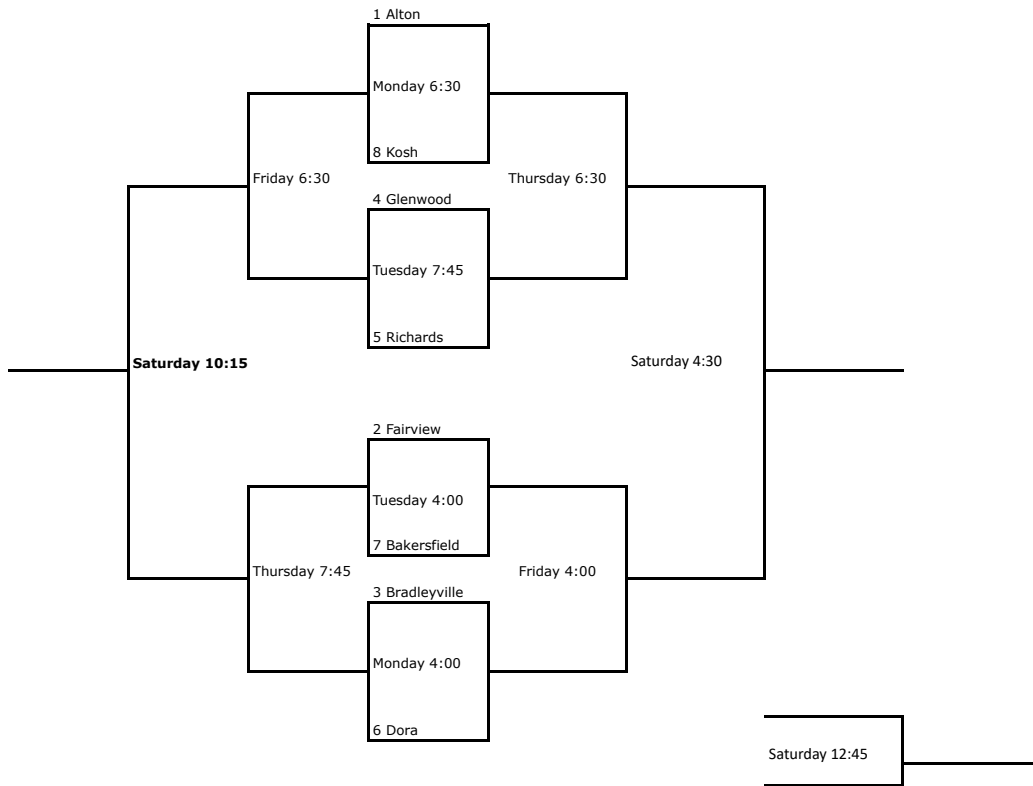 1 Alton
Monday 6:30
8 Kosh
Friday 6:30
Thursday 6:30
4 Glenwood
Tuesday 7:45
5 Richards
Saturday 10:15
Saturday 4:30
2 Fairview
Tuesday 4:00
7 Bakersfield
Thursday 7:45
Friday 4:00
3 Bradleyville
Monday 4:00
6 Dora
Saturday 12:45